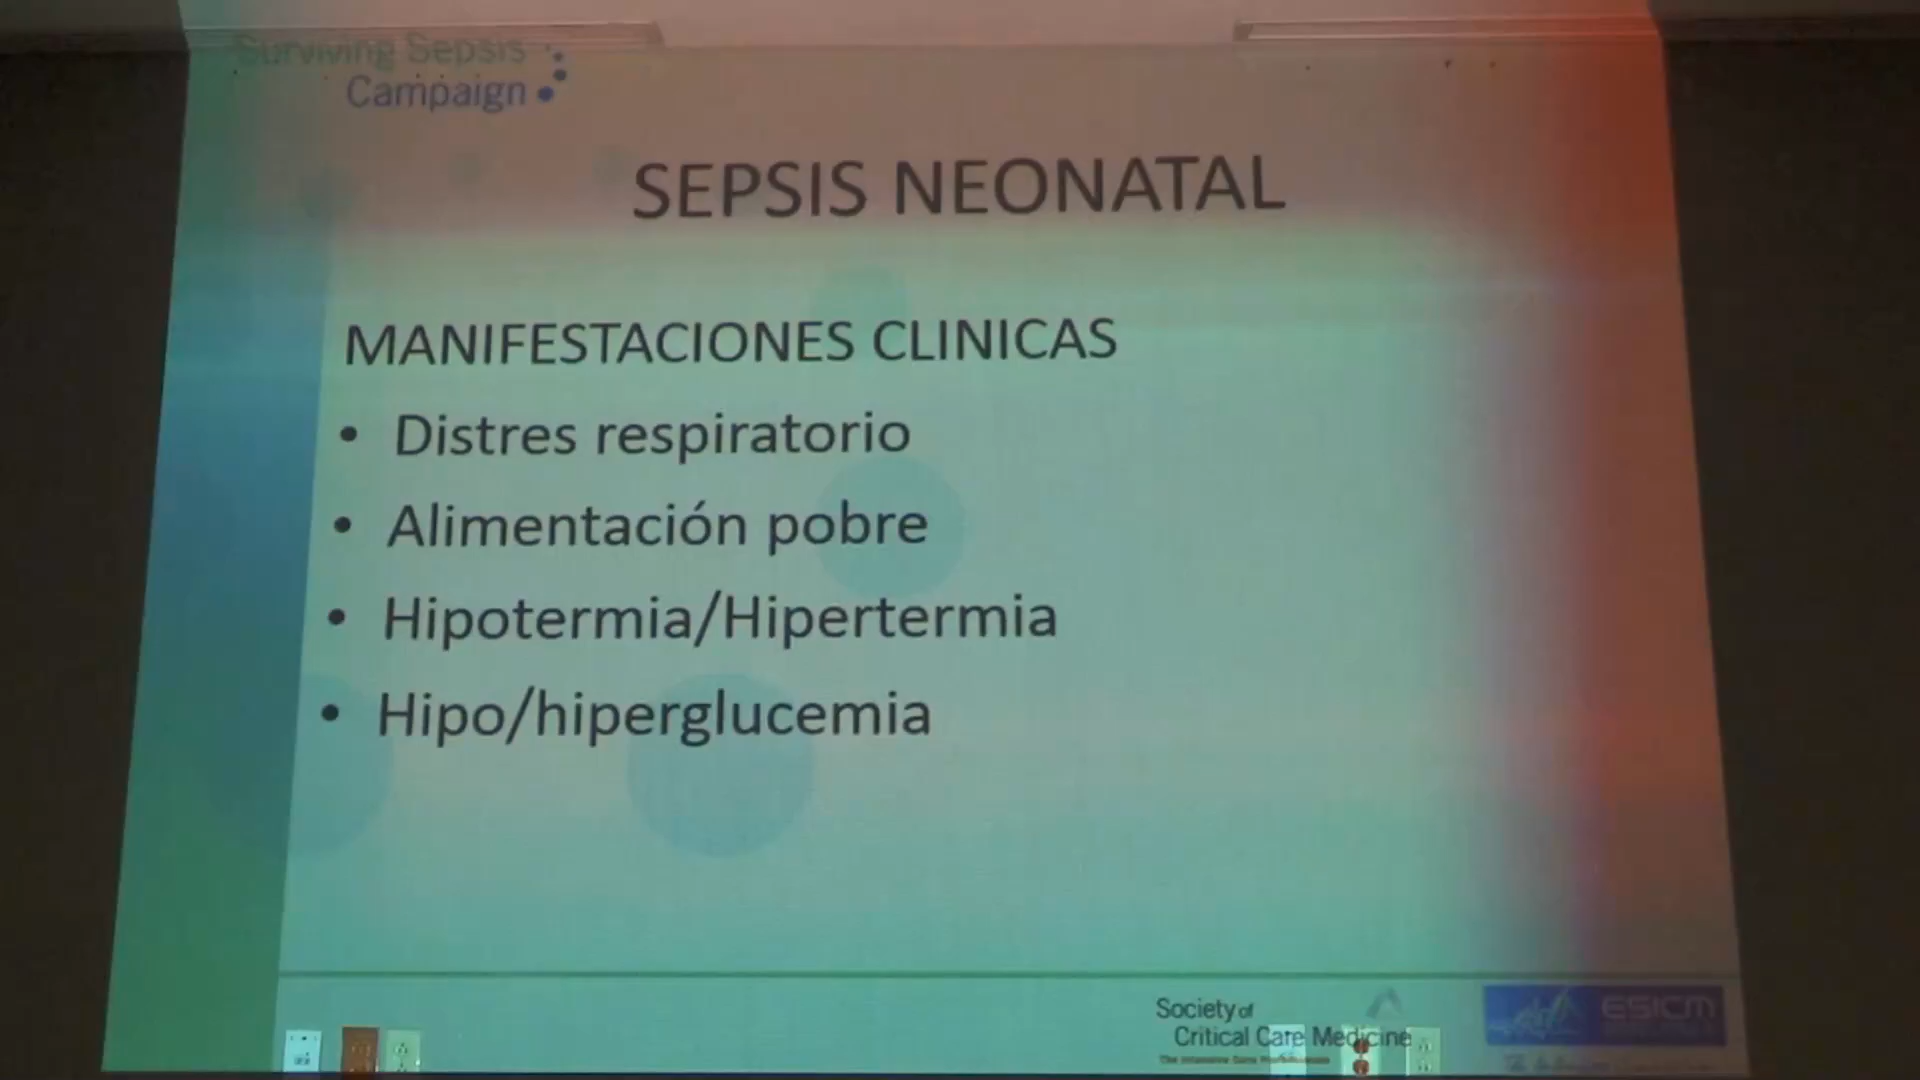 Surviving Sepsis
Campaign
SEPSIS NEONATAL
MANIFESTACIONES CLINICAS
• Distres respiratorio
• Alimentación pobre
• Hipotermia/Hipertermia
• Hipo/hiperglucemia
Society of
Critical Care Medicine
ESICM